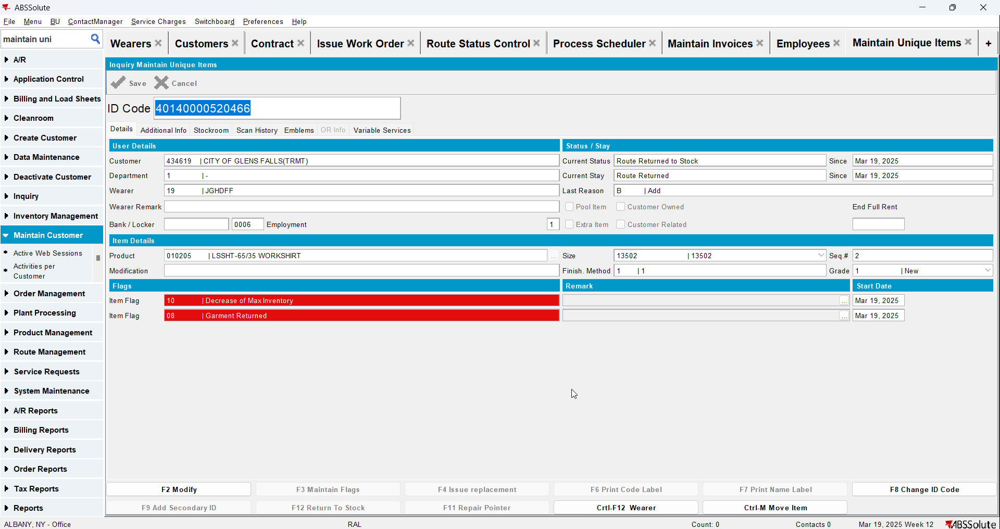 ABSSolute
File Menu BU ContactManager Service Charges Switchboard Preferences Help
maintain uni
Wearers Customers Contract Issue Work Order Route Status Control Process Scheduler Maintain Invoices Employees Maintain Unique Items +
A/R
Application Control
Billing and Load Sheets
Cleanroom
Create Customer
Data Maintenance
Deactivate Customer
Inquiry
Inventory Management
Maintain Customer
Active Web Sessions
Activities per
Customer
Order Management
Plant Processing
Product Management
Route Management
Service Requests
System Maintenance
A/R Reports
Billing Reports
Delivery Reports
Order Reports
Tax Reports
Reports
Inquiry Maintain Unique Items
Save Cancel
ID Code 40140000520466
Details Additional Info Stockroom Scan History Emblems OR Info Variable Services
User Details Status / Stay
Customer 434619 | CITY OF GLENS FALLS(TRMT) Current Status Route Returned to Stock Since Mar 19, 2025
Department 1 | - Current Stay Route Returned Since Mar 19, 2025
Wearer 19 | JGHDFF Last Reason B | Add
Wearer Remark Pool Item Customer Owned End Full Rent
Bank / Locker 0006 Employment 1 Extra Item Customer Related
Item Details
Product 010205 | LSSHT-65/35 WORKSHIRT ... Size 13502 | 13502 Seq.# 2
Modification Finish. Method 1 | 1 Grade 1 | New
Flags Remark Start Date
Item Flag 10 | Decrease of Max Inventory ... Mar 19, 2025
Item Flag 08 | Garment Returned ... Mar 19, 2025
F2 Modify F3 Maintain Flags F4 Issue replacement F6 Print Code Label F7 Print Name Label F8 Change ID Code
F9 Add Secondary ID F12 Return To Stock F11 Repair Pointer Crtl-F12 Wearer Ctrl-M Move Item
ALBANY, NY - Office RAL Count: 0 Contacts 0 Mar 19, 2025 Week 12 ABSSolute